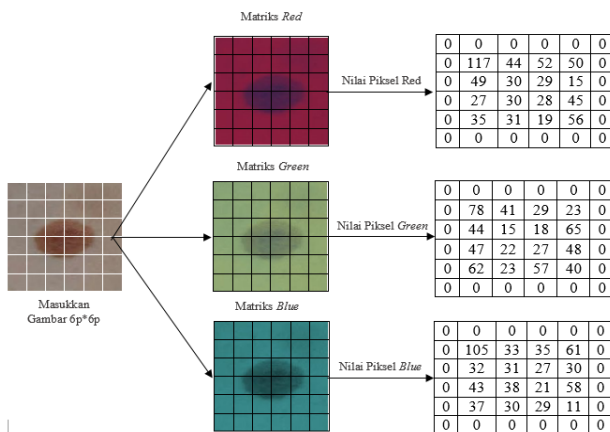 Matriks Red
Nilai Piksel Red
0 0 0 0 0 0
0 117 44 52 50 0
0 49 30 29 15 0
0 27 30 28 45 0
0 35 31 19 56 0
0 0 0 0 0 0
Masukkan
Gambar 6p*6p
Matriks Green
Nilai Piksel Green
0 0 0 0 0 0
0 78 41 29 23 0
0 44 15 18 65 0
0 47 22 27 48 0
0 62 23 57 40 0
0 0 0 0 0 0
Matriks Blue
Nilai Piksel Blue
0 0 0 0 0 0
0 105 33 35 61 0
0 32 31 27 30 0
0 43 38 21 58 0
0 37 30 29 11 0
0 0 0 0 0 0